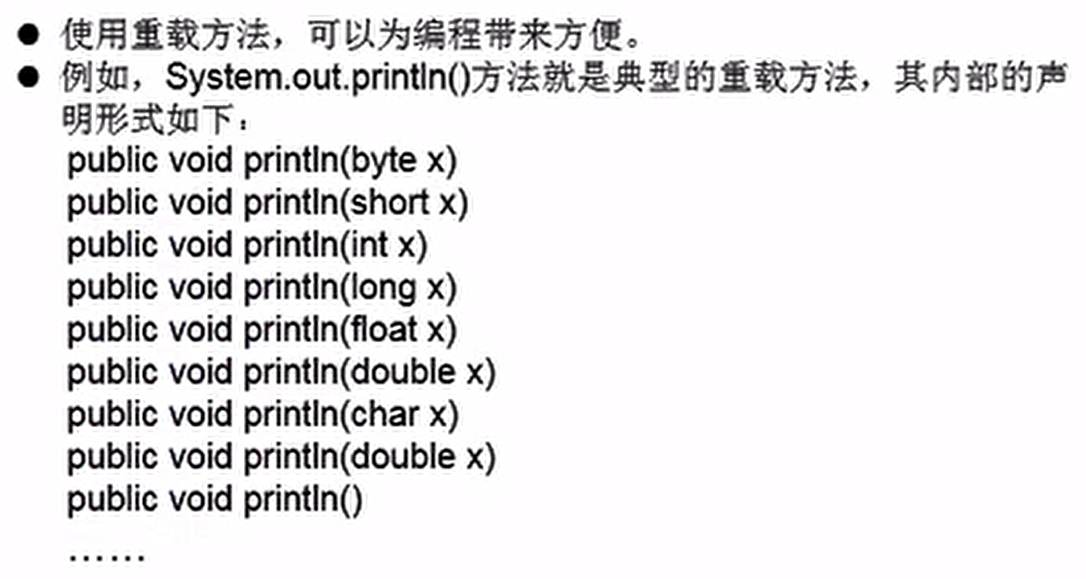 ● 使用重载方法，可以为编程带来方便。
● 例如，System.out.println()方法就是典型的重载方法，其内部的声
明形式如下：
public void println(byte x)
public void println(short x)
public void println(int x)
public void println(long x)
public void println(float x)
public void println(double x)
public void println(char x)
public void println(double x)
public void println()
……